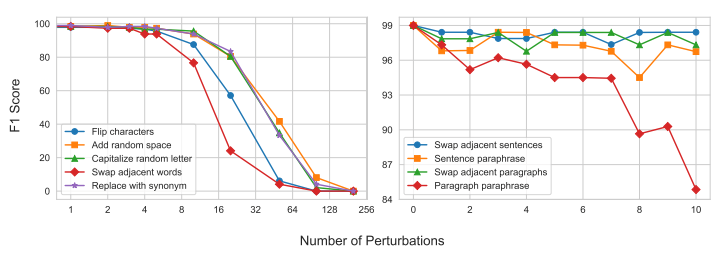 F1 Score
100
80
60
40
20
0
Flip characters
Add random space
Capitalize random letter
Swap adjacent words
Replace with synonym
1 2 4 8 16 32 64 128 256
99
96
93
90
87
84
Swap adjacent sentences
Sentence paraphrase
Swap adjacent paragraphs
Paragraph paraphrase
0 2 4 6 8 10
Number of Perturbations